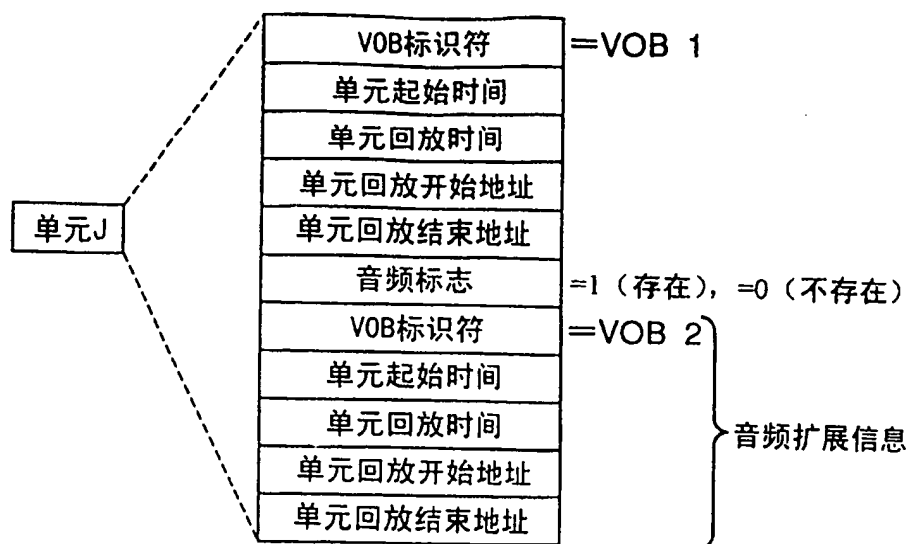 VOB标识符 =VOB 1
单元起始时间
单元回放时间
单元回放开始地址
单元J
单元回放结束地址
音频标志 =1（存在），=0（不存在）
VOB标识符 =VOB 2
单元起始时间
单元回放时间
音频扩展信息
单元回放开始地址
单元回放结束地址